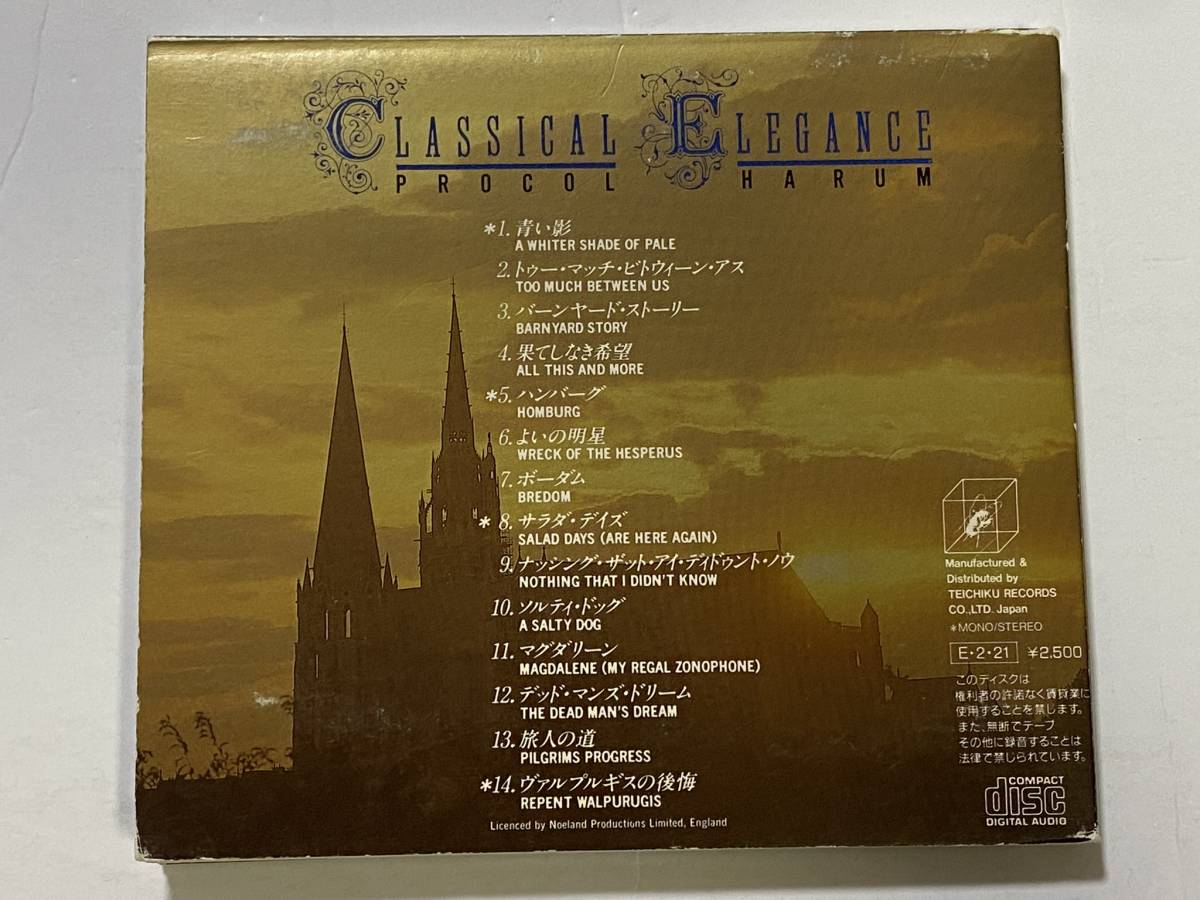 CLASSICAL ELEGANCE
PROCOL HARUM
*1. 青い影
A WHITER SHADE OF PALE
2. トゥー・マッチ・ビトウィーン・アス
TOO MUCH BETWEEN US
3. バーンヤード・ストーリー
BARNYARD STORY
4. 果てしなき希望
ALL THIS AND MORE
*5. ハンバーグ
HOMBURG
6. よいの明星
WRECK OF THE HESPERUS
7. ボーダム
BREDOM
*8. サラダ・デイズ
SALAD DAYS (ARE HERE AGAIN)
9. ナッシング・ザット・アイ・ディドゥント・ノウ
NOTHING THAT I DIDN'T KNOW
10. ソルティ・ドッグ
A SALTY DOG
11. マグダリーン
MAGDALENE (MY REGAL ZONOPHONE)
12. デッド・マンズ・ドリーム
THE DEAD MAN'S DREAM
13. 旅人の道
PILGRIMS PROGRESS
*14. ヴァルプルギスの後悔
REPENT WALPURUGIS
Licenced by Noeland Productions Limited, England
Manufactured &
Distributed by
TEICHIKU RECORDS
CO.,LTD. Japan
*MONO/STEREO
E・2・21 ¥2,500
このディスクは
権利者の許諾なく賃貸業に
使用することを禁じます。
また、無断でテープ
その他に録音することは
法律で禁じられています。
COMPACT
disc
DIGITAL AUDIO